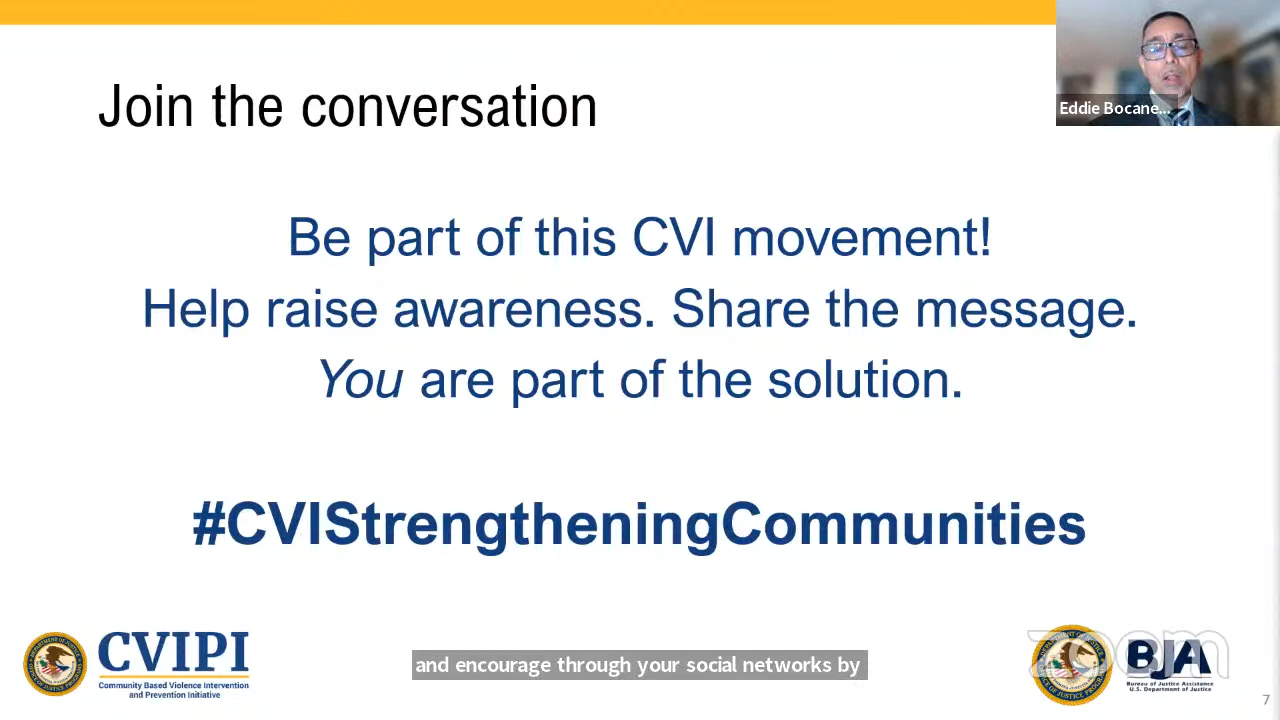 Join the conversation
Eddie Bocane...
Be part of this CVI movement!
Help raise awareness. Share the message.
You are part of the solution.
#CVIStrengtheningCommunities
CVIPI
Community Based Violence Intervention
and Prevention Initiative
and encourage through your social networks by
zoom
BJA
Bureau of Justice Assistance
U.S. Department of Justice
7